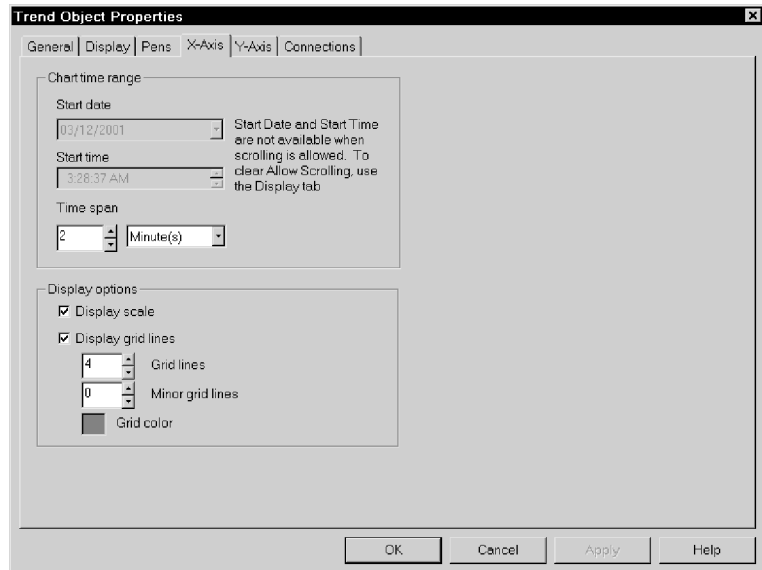 Trend Object Properties
General Display Pens X-Axis Y-Axis Connections
Chart time range
Start date
03/12/2001
Start Date and Start Time
are not available when
scrolling is allowed. To
clear Allow Scrolling, use
the Display tab
Start time
3:28:37 AM
Time span
2 Minute(s)
Display options
Display scale
Display grid lines
4 Grid lines
0 Minor grid lines
Grid color
OK Cancel Apply Help